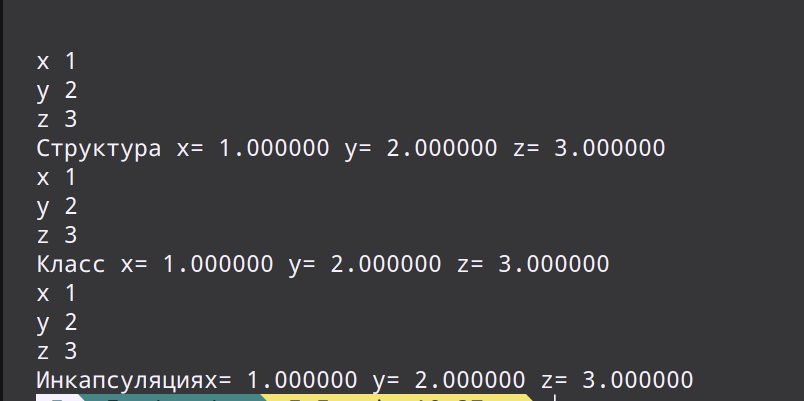 x 1
y 2
z 3
Структура x= 1.000000 y= 2.000000 z= 3.000000
x 1
y 2
z 3
Класс x= 1.000000 y= 2.000000 z= 3.000000
x 1
y 2
z 3
Инкапсуляцияx= 1.000000 y= 2.000000 z= 3.000000